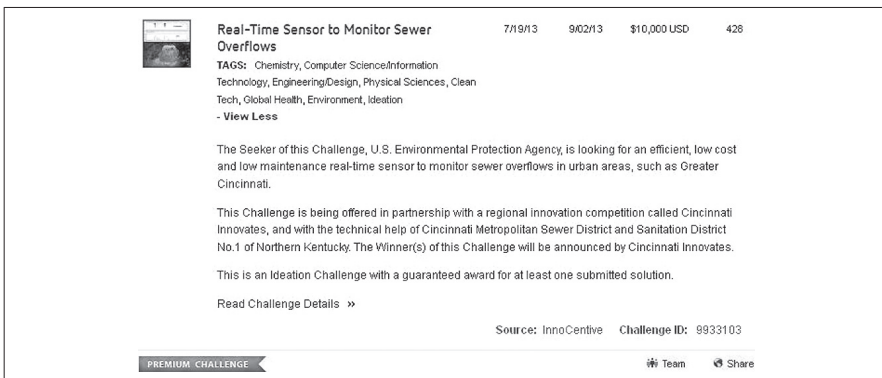 Real-Time Sensor to Monitor Sewer Overflows 7/19/13 9/02/13 $10,000 USD 428
TAGS: Chemistry, Computer Science/Information
Technology, Engineering/Design, Physical Sciences, Clean
Tech, Global Health, Environment, Ideation
- View Less
The Seeker of this Challenge, U.S. Environmental Protection Agency, is looking for an efficient, low cost
and low maintenance real-time sensor to monitor sewer overflows in urban areas, such as Greater
Cincinnati.
This Challenge is being offered in partnership with a regional innovation competition called Cincinnati
Innovates, and with the technical help of Cincinnati Metropolitan Sewer District and Sanitation District
No.1 of Northern Kentucky. The Winner(s) of this Challenge will be announced by Cincinnati Innovates.
This is an Ideation Challenge with a guaranteed award for at least one submitted solution.
Read Challenge Details »
Source: InnoCentive Challenge ID: 9933103
PREMIUM CHALLENGE Team Share